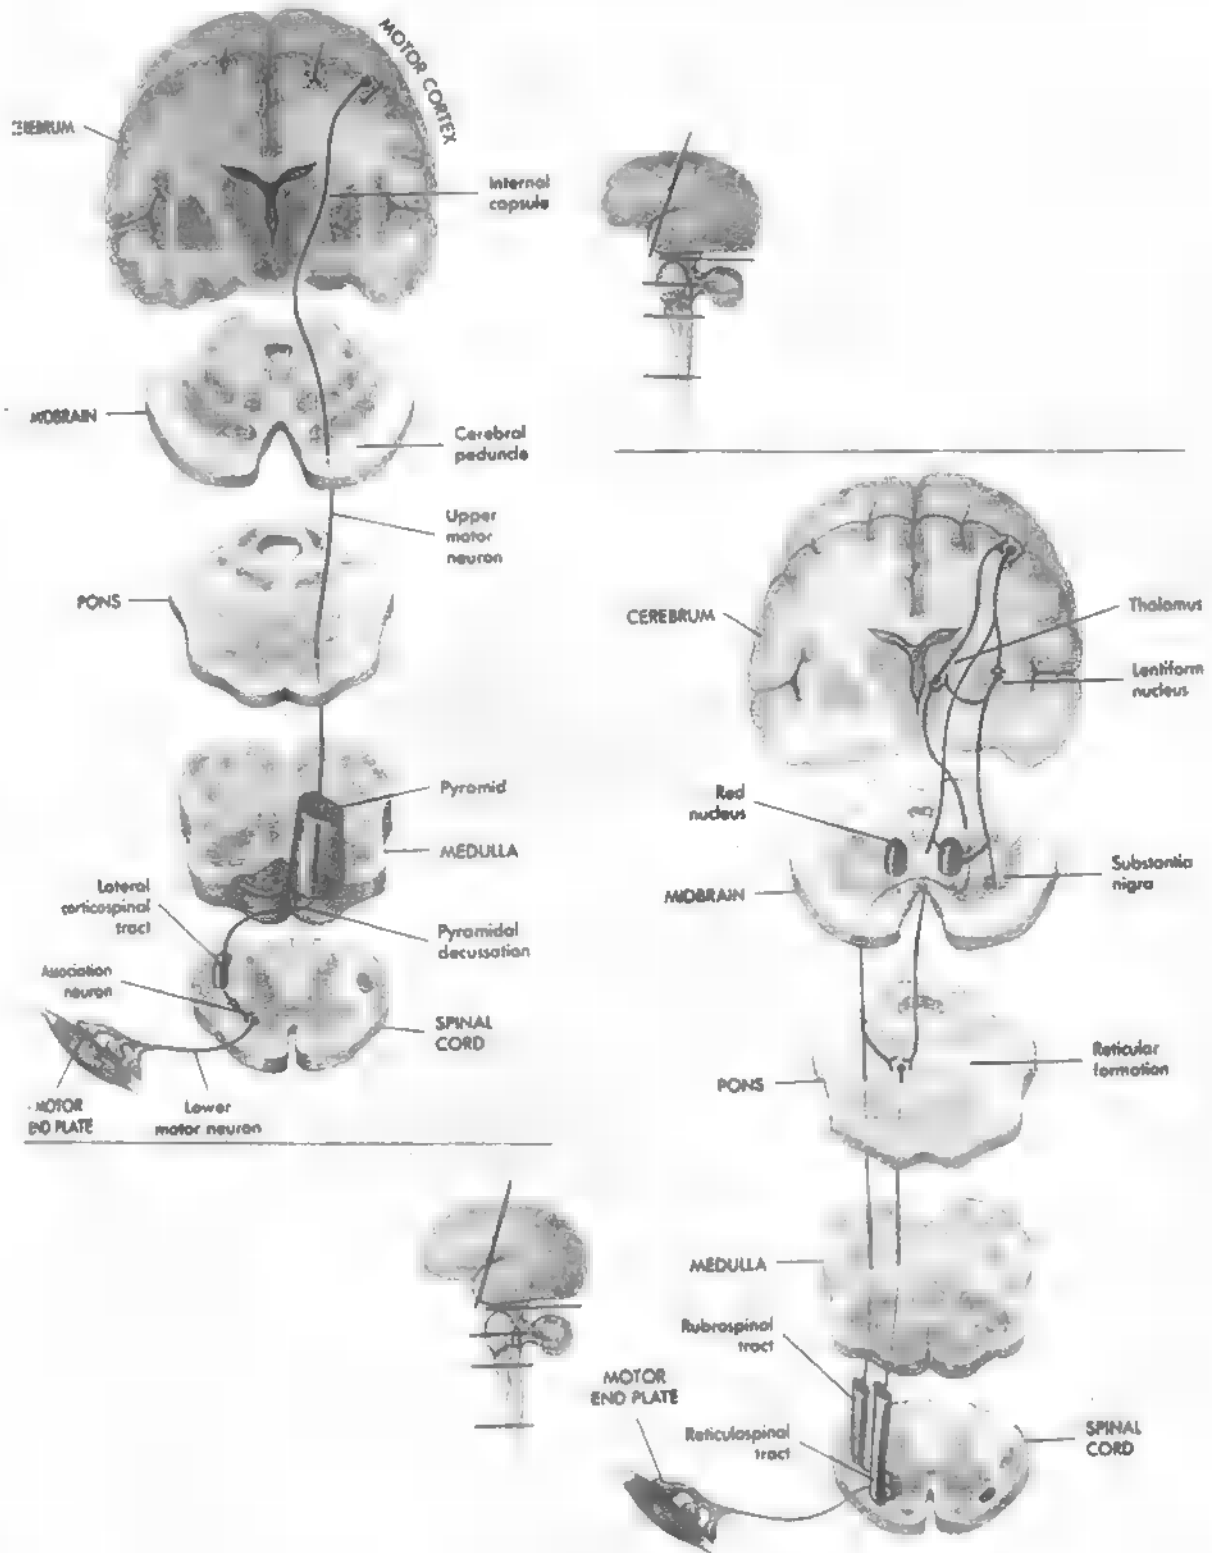 MOTOR CORTEX
CEREBRUM
Internal
capsule
MIDBRAIN
Cerebral
peduncle
Upper
motor
neuron
PONS
Pyramid
MEDULLA
Lateral
corticospinal
tract
Pyramidal
decussation
Association
neuron
SPINAL
CORD
MOTOR
END PLATE
Lower
motor neuron
CEREBRUM
Thalamus
Lentiform
nucleus
Red
nucleus
Substantia
nigra
MIDBRAIN
Reticular
formation
PONS
MEDULLA
Rubrospinal
tract
MOTOR
END PLATE
Reticulospinal
tract
SPINAL
CORD